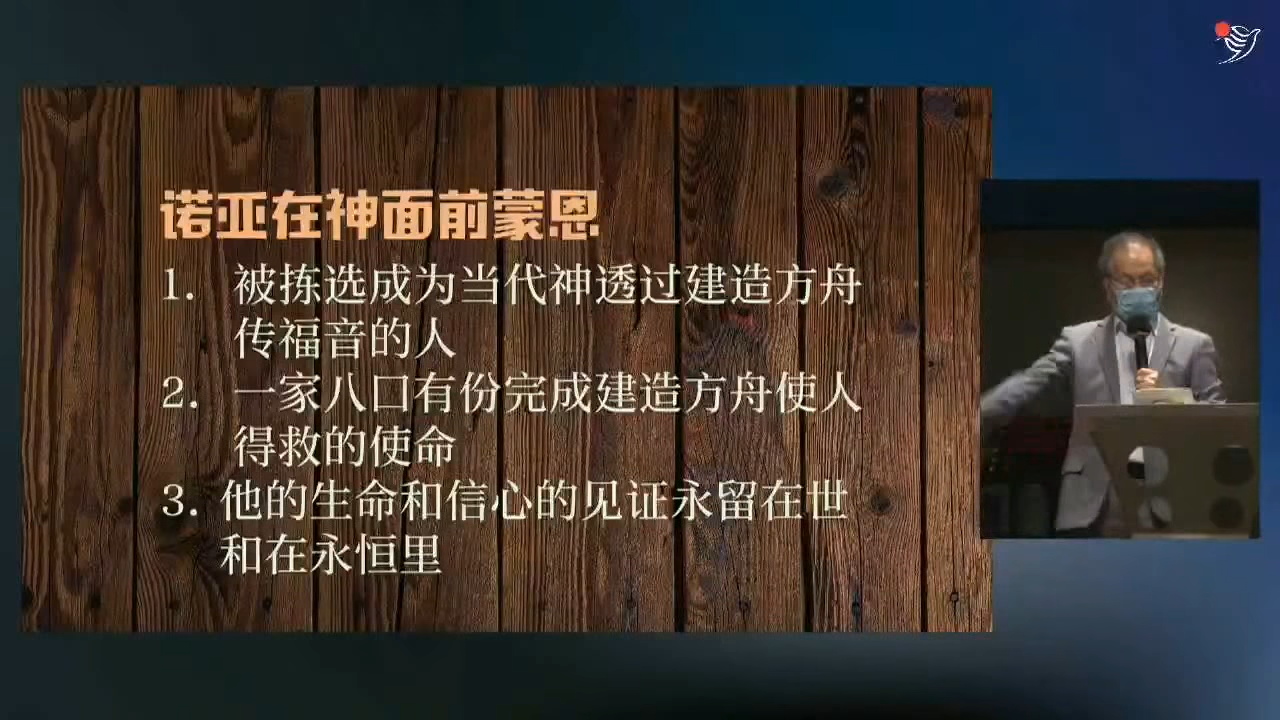 诺亚在神面前蒙恩
1. 被拣选成为当代神透过建造方舟
传福音的人
2. 一家八口有份完成建造方舟使人
得救的使命
3. 他的生命和信心的见证永留在世
和在永恒里